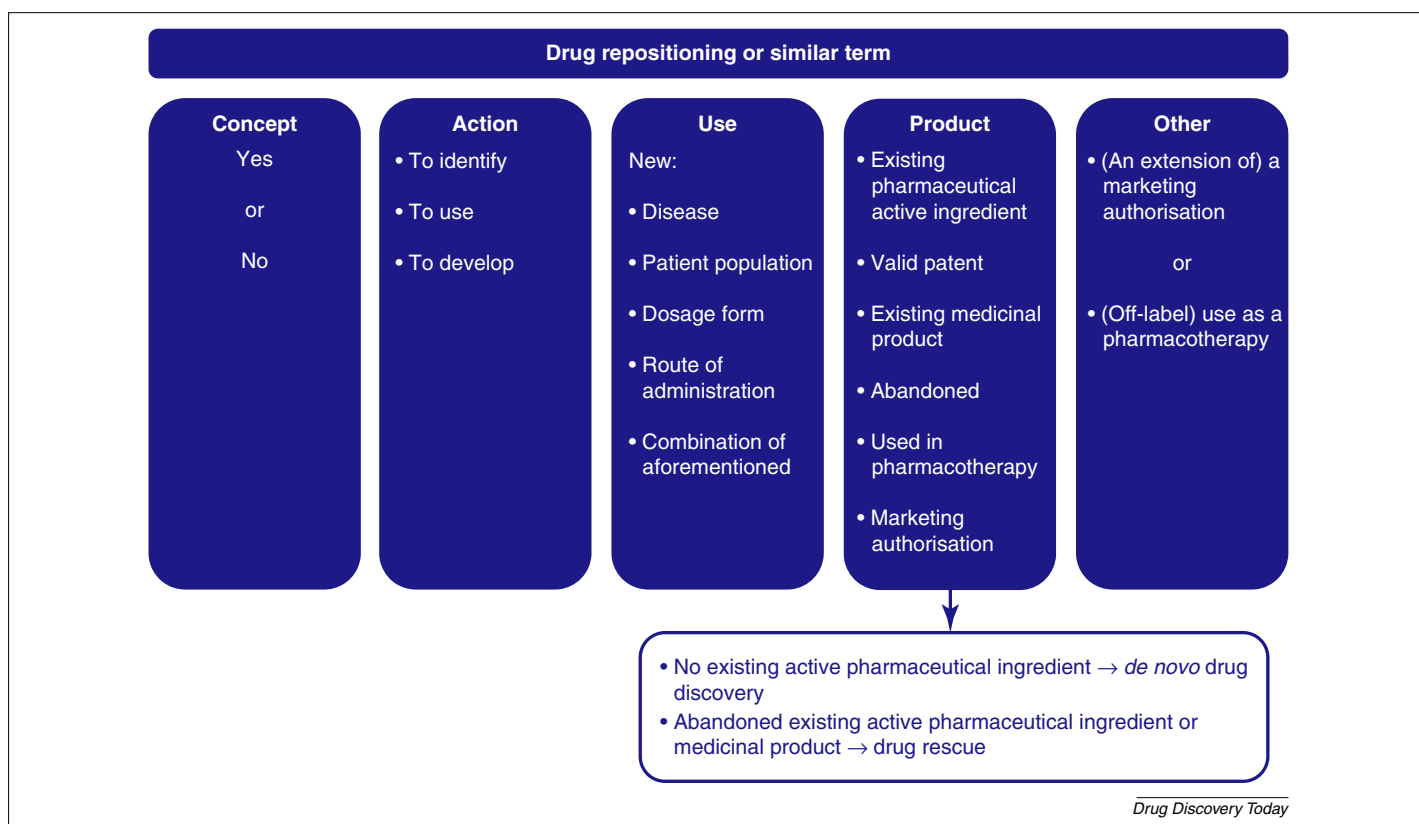 Drug repositioning or similar term
Concept
Yes
or
No
Action
• To identify
• To use
• To develop
Use
New:
• Disease
• Patient population
• Dosage form
• Route of
administration
• Combination of
aforementioned
Product
• Existing
pharmaceutical
active ingredient
• Valid patent
• Existing medicinal
product
• Abandoned
• Used in
pharmacotherapy
• Marketing
authorisation
Other
• (An extension of) a
marketing
authorisation
or
• (Off-label) use as a
pharmacotherapy
• No existing active pharmaceutical ingredient → de novo drug
discovery
• Abandoned existing active pharmaceutical ingredient or
medicinal product → drug rescue
Drug Discovery Today